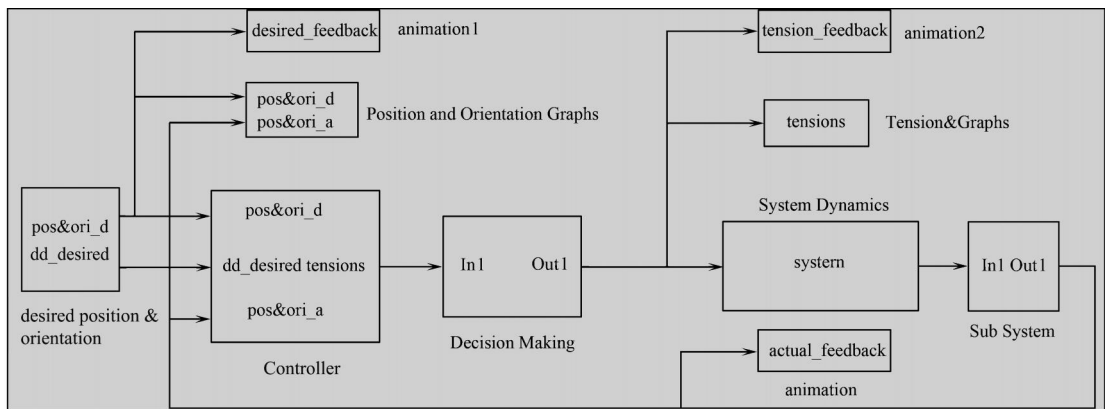 desired_feedback animation1
tension_feedback animation2
pos&ori_d
pos&ori_a
Position and Orientation Graphs
tensions Tension&Graphs
pos&ori_d
dd_desired
desired position &
orientation
pos&ori_d
dd_desired tensions
pos&ori_a
Controller
In1 Out1
Decision Making
System Dynamics
systern
In1 Out1
Sub System
actual_feedback
animation